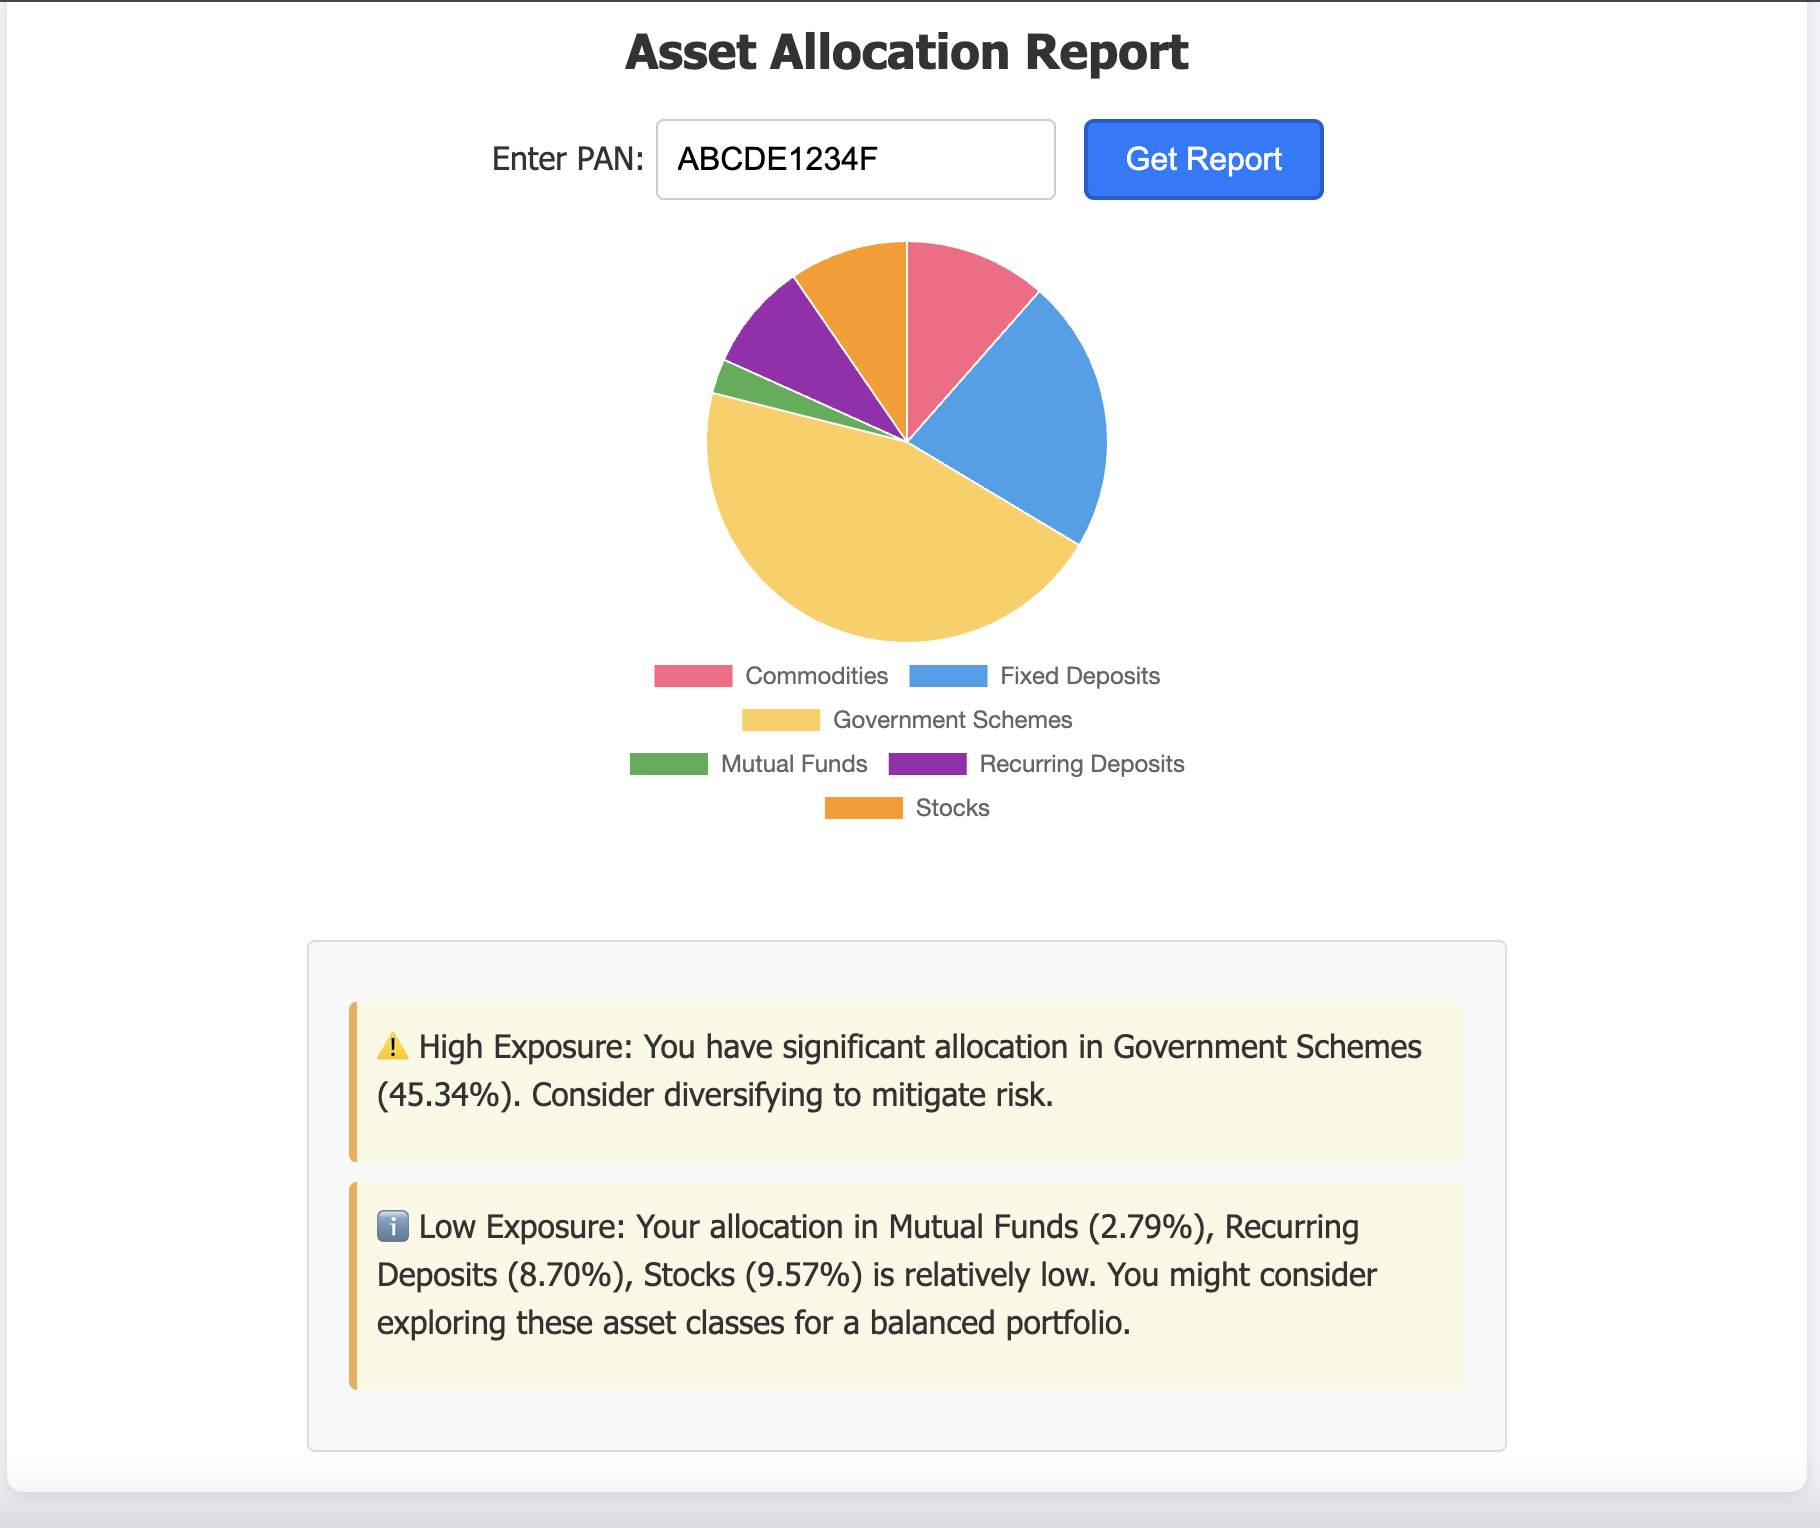 Asset Allocation Report
Enter PAN: ABCDE1234F Get Report
Commodities Fixed Deposits
Government Schemes
Mutual Funds Recurring Deposits
Stocks
⚠️ High Exposure: You have significant allocation in Government Schemes
(45.34%). Consider diversifying to mitigate risk.
ℹ️ Low Exposure: Your allocation in Mutual Funds (2.79%), Recurring
Deposits (8.70%), Stocks (9.57%) is relatively low. You might consider
exploring these asset classes for a balanced portfolio.